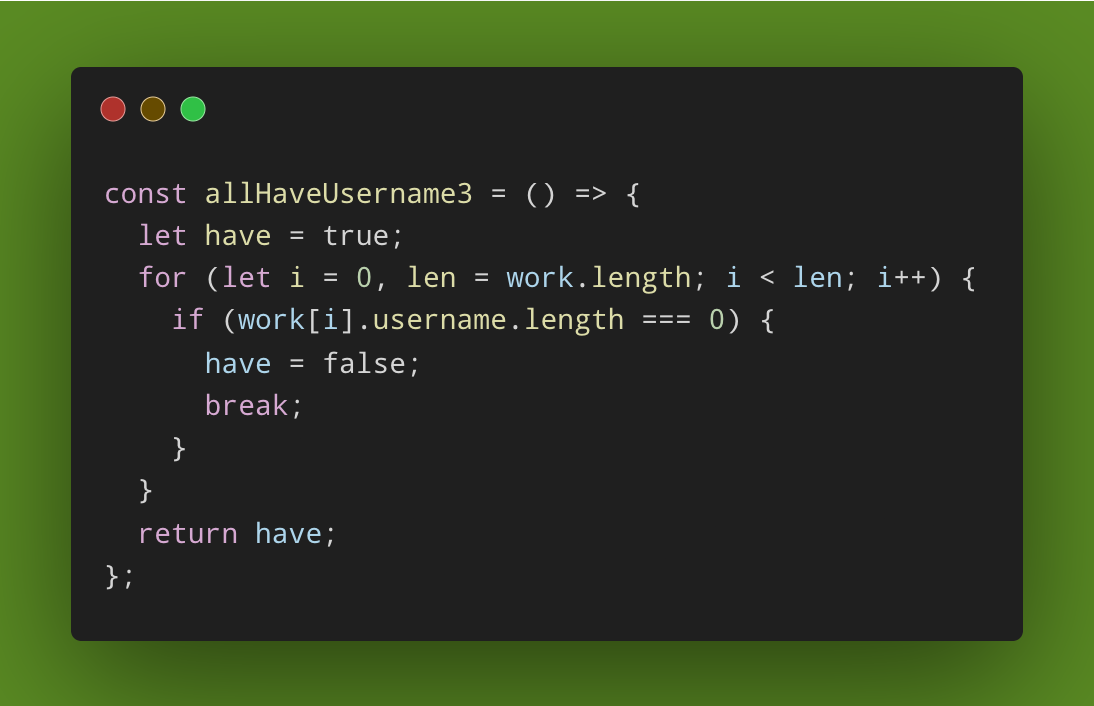 const allHaveUsername3 = () => {
  let have = true;
  for (let i = 0, len = work.length; i < len; i++) {
    if (work[i].username.length === 0) {
      have = false;
      break;
    }
  }
  return have;
};